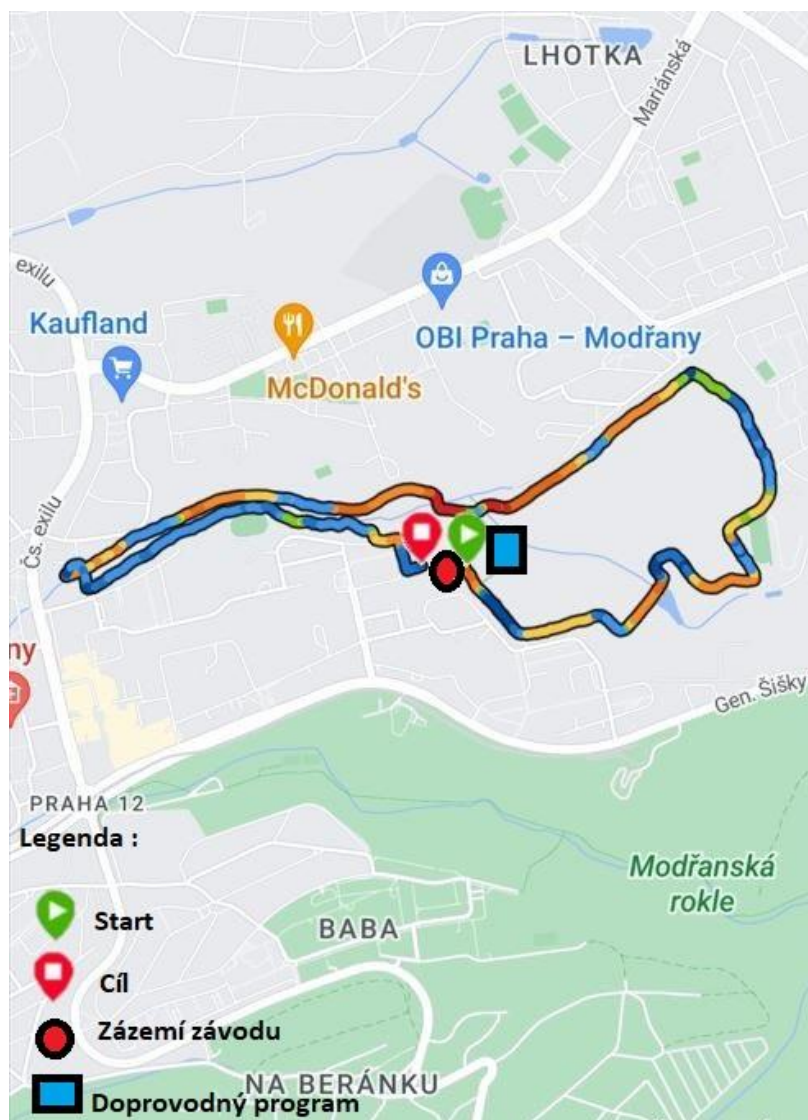 LHOTKA
Mariánská
exilu
Kaufland
OBI Praha – Modřany
McDonald's
Čs. exilu
ny
Gen. Šišky
PRAHA 12
Legenda :
Modřanská
rokle
Start
BABA
Cíl
Zázemí závodu
NA BERÁNKU
Doprovodný program